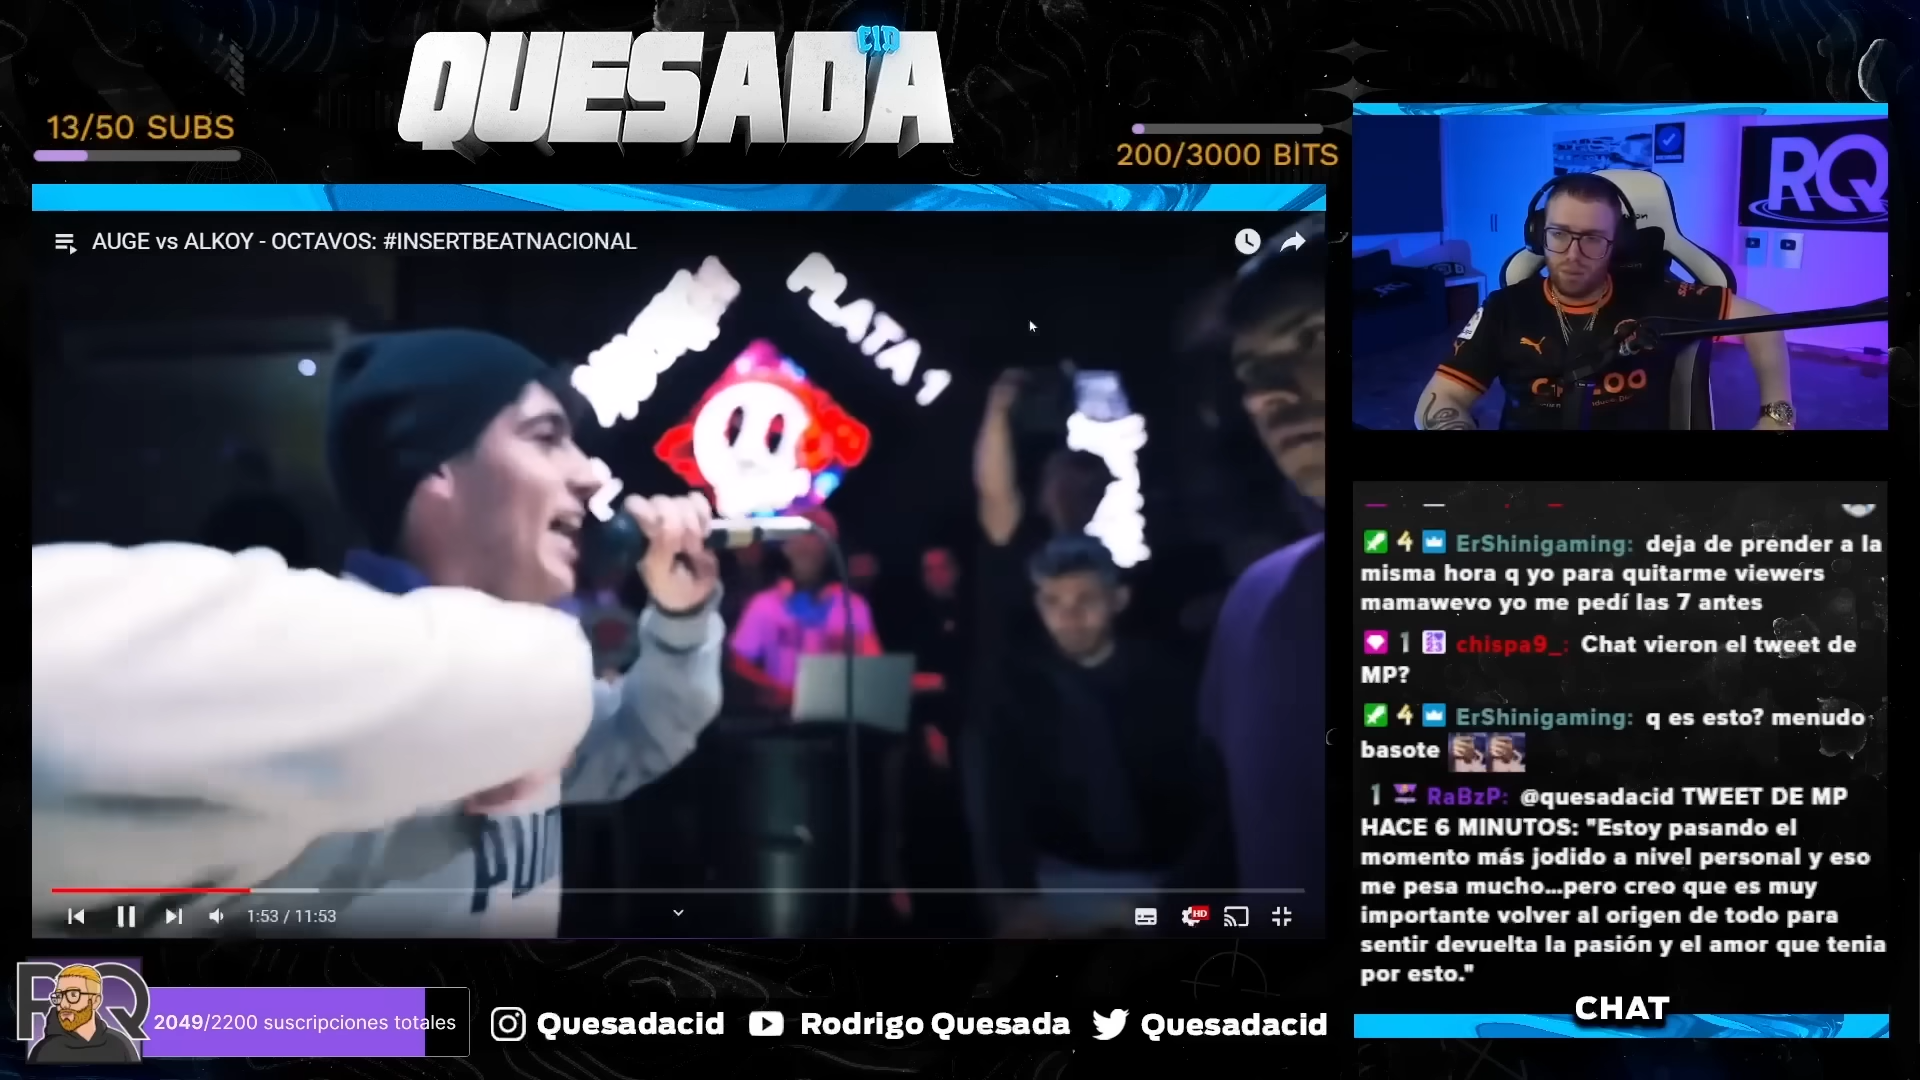 QUESADA
CID
13/50 SUBS
200/3000 BITS
AUGE vs ALKOY - OCTAVOS: #INSERTBEATNACIONAL
PLATA 1
RQ
4 ErShinigaming: deja de prender a la
misma hora q yo para quitarme viewers
mamawevo yo me pedí las 7 antes
1 chispa9_: Chat vieron el tweet de
MP?
4 ErShinigaming: q es esto? menudo
basote
1 RaBzP: @quesadacid TWEET DE MP
HACE 6 MINUTOS: "Estoy pasando el
momento más jodido a nivel personal y eso
me pesa mucho...pero creo que es muy
importante volver al origen de todo para
sentir devuelta la pasión y el amor que tenia
por esto."
CHAT
1:53 / 11:53
HD
RQ
2049/2200 suscripciones totales
Quesadacid
Rodrigo Quesada
Quesadacid